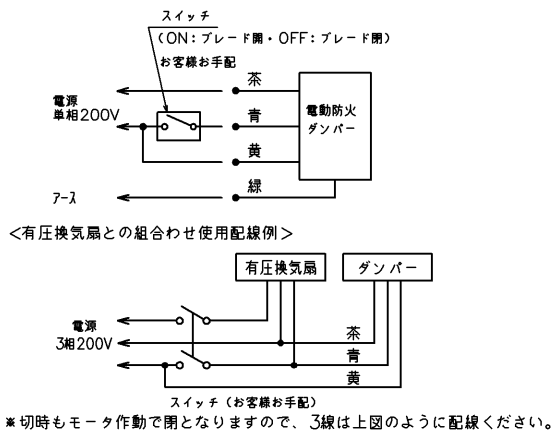 スイッチ
（ON：ブレード開・OFF：ブレード閉）
お客様お手配
茶
電源
単相200V
青
電動防火
ダンパー
黄
緑
アース
＜有圧換気扇との組合わせ使用配線例＞
有圧換気扇
ダンパー
電源
3相200V
茶
青
黄
スイッチ（お客様お手配）
※切時もモータ作動で閉となりますので、3線は上図のように配線ください。